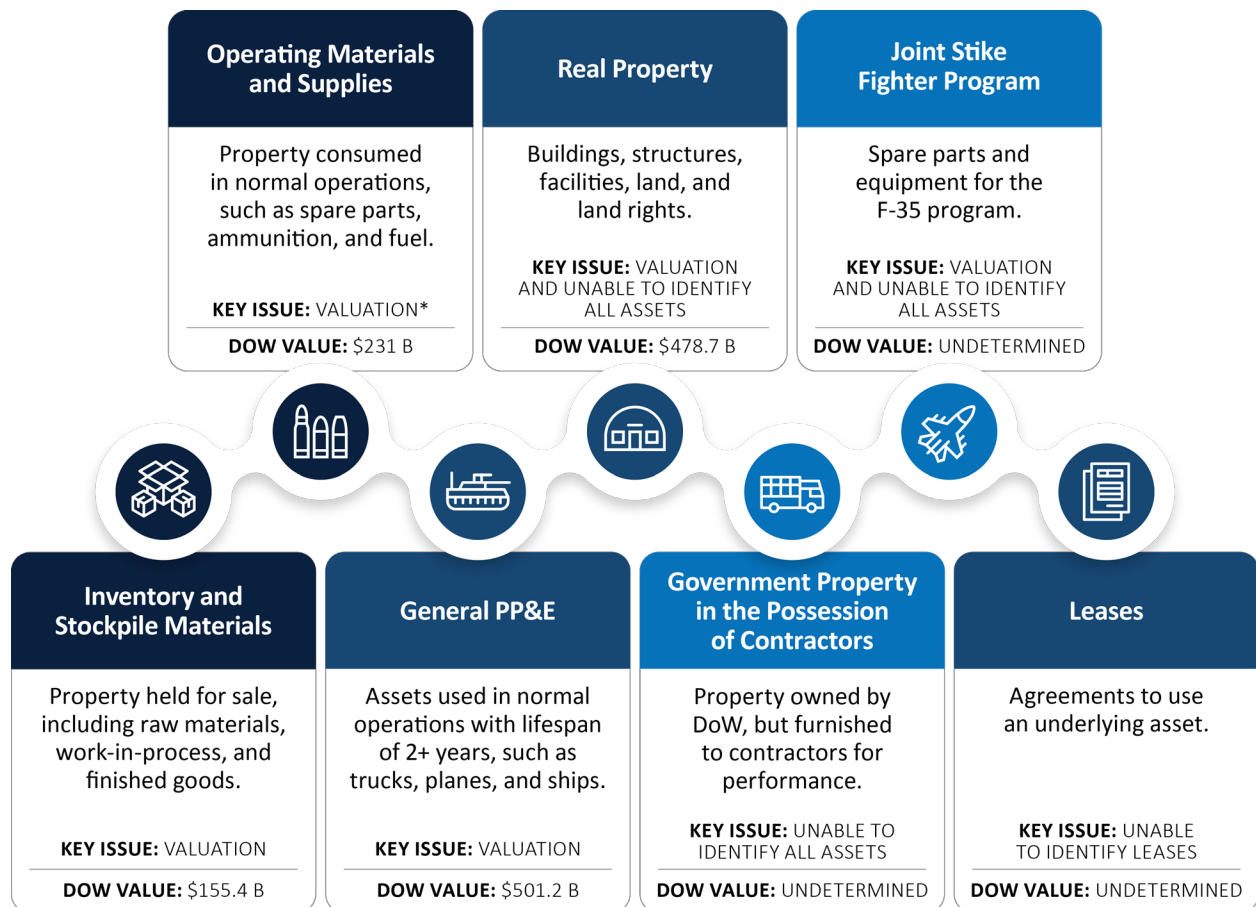 Operating Materials
and Supplies
Property consumed
in normal operations,
such as spare parts,
ammunition, and fuel.
KEY ISSUE: VALUATION*
DOW VALUE: $231 B
Real Property
Buildings, structures,
facilities, land, and
land rights.
KEY ISSUE: VALUATION
AND UNABLE TO IDENTIFY
ALL ASSETS
DOW VALUE: $478.7 B
Joint Stike
Fighter Program
Spare parts and
equipment for the
F-35 program.
KEY ISSUE: VALUATION
AND UNABLE TO IDENTIFY
ALL ASSETS
DOW VALUE: UNDETERMINED
Inventory and
Stockpile Materials
Property held for sale,
including raw materials,
work-in-process, and
finished goods.
KEY ISSUE: VALUATION
DOW VALUE: $155.4 B
General PP&E
Assets used in normal
operations with lifespan
of 2+ years, such as
trucks, planes, and ships.
KEY ISSUE: VALUATION
DOW VALUE: $501.2 B
Government Property
in the Possession
of Contractors
Property owned by
DoW, but furnished
to contractors for
performance.
KEY ISSUE: UNABLE TO
IDENTIFY ALL ASSETS
DOW VALUE: UNDETERMINED
Leases
Agreements to use
an underlying asset.
KEY ISSUE: UNABLE
TO IDENTIFY LEASES
DOW VALUE: UNDETERMINED